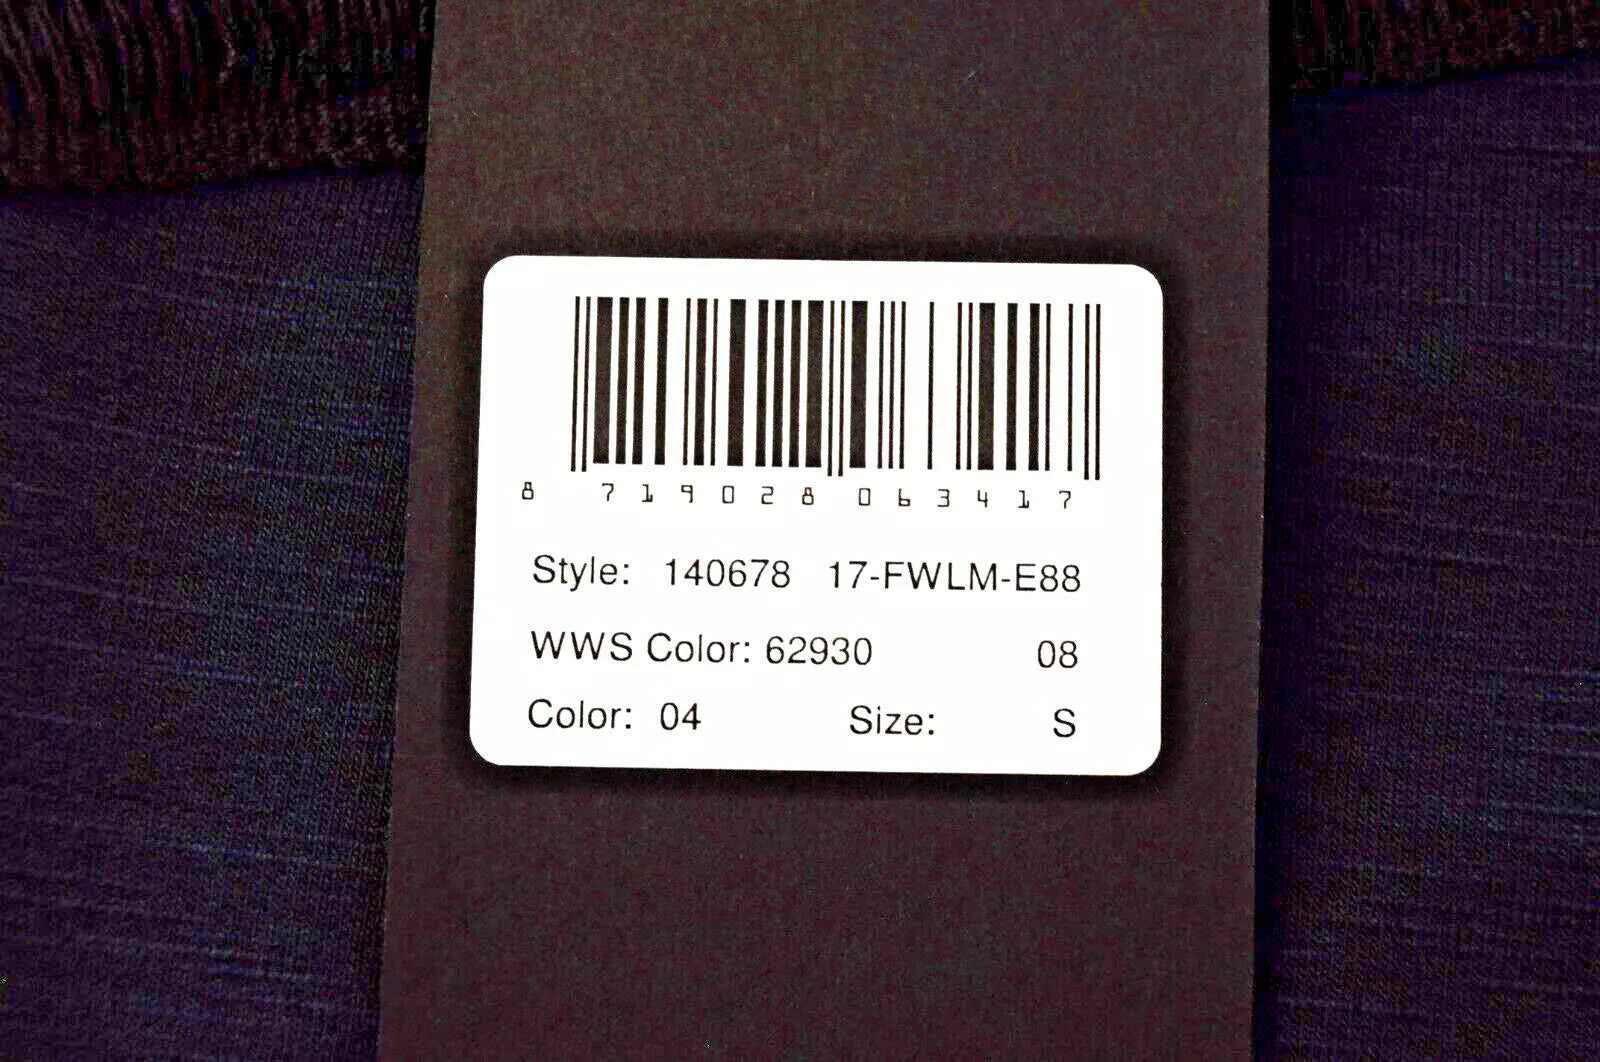 8 719028 063417
Style: 140678 17-FWLM-E88
WWS Color: 62930 08
Color: 04 Size: S